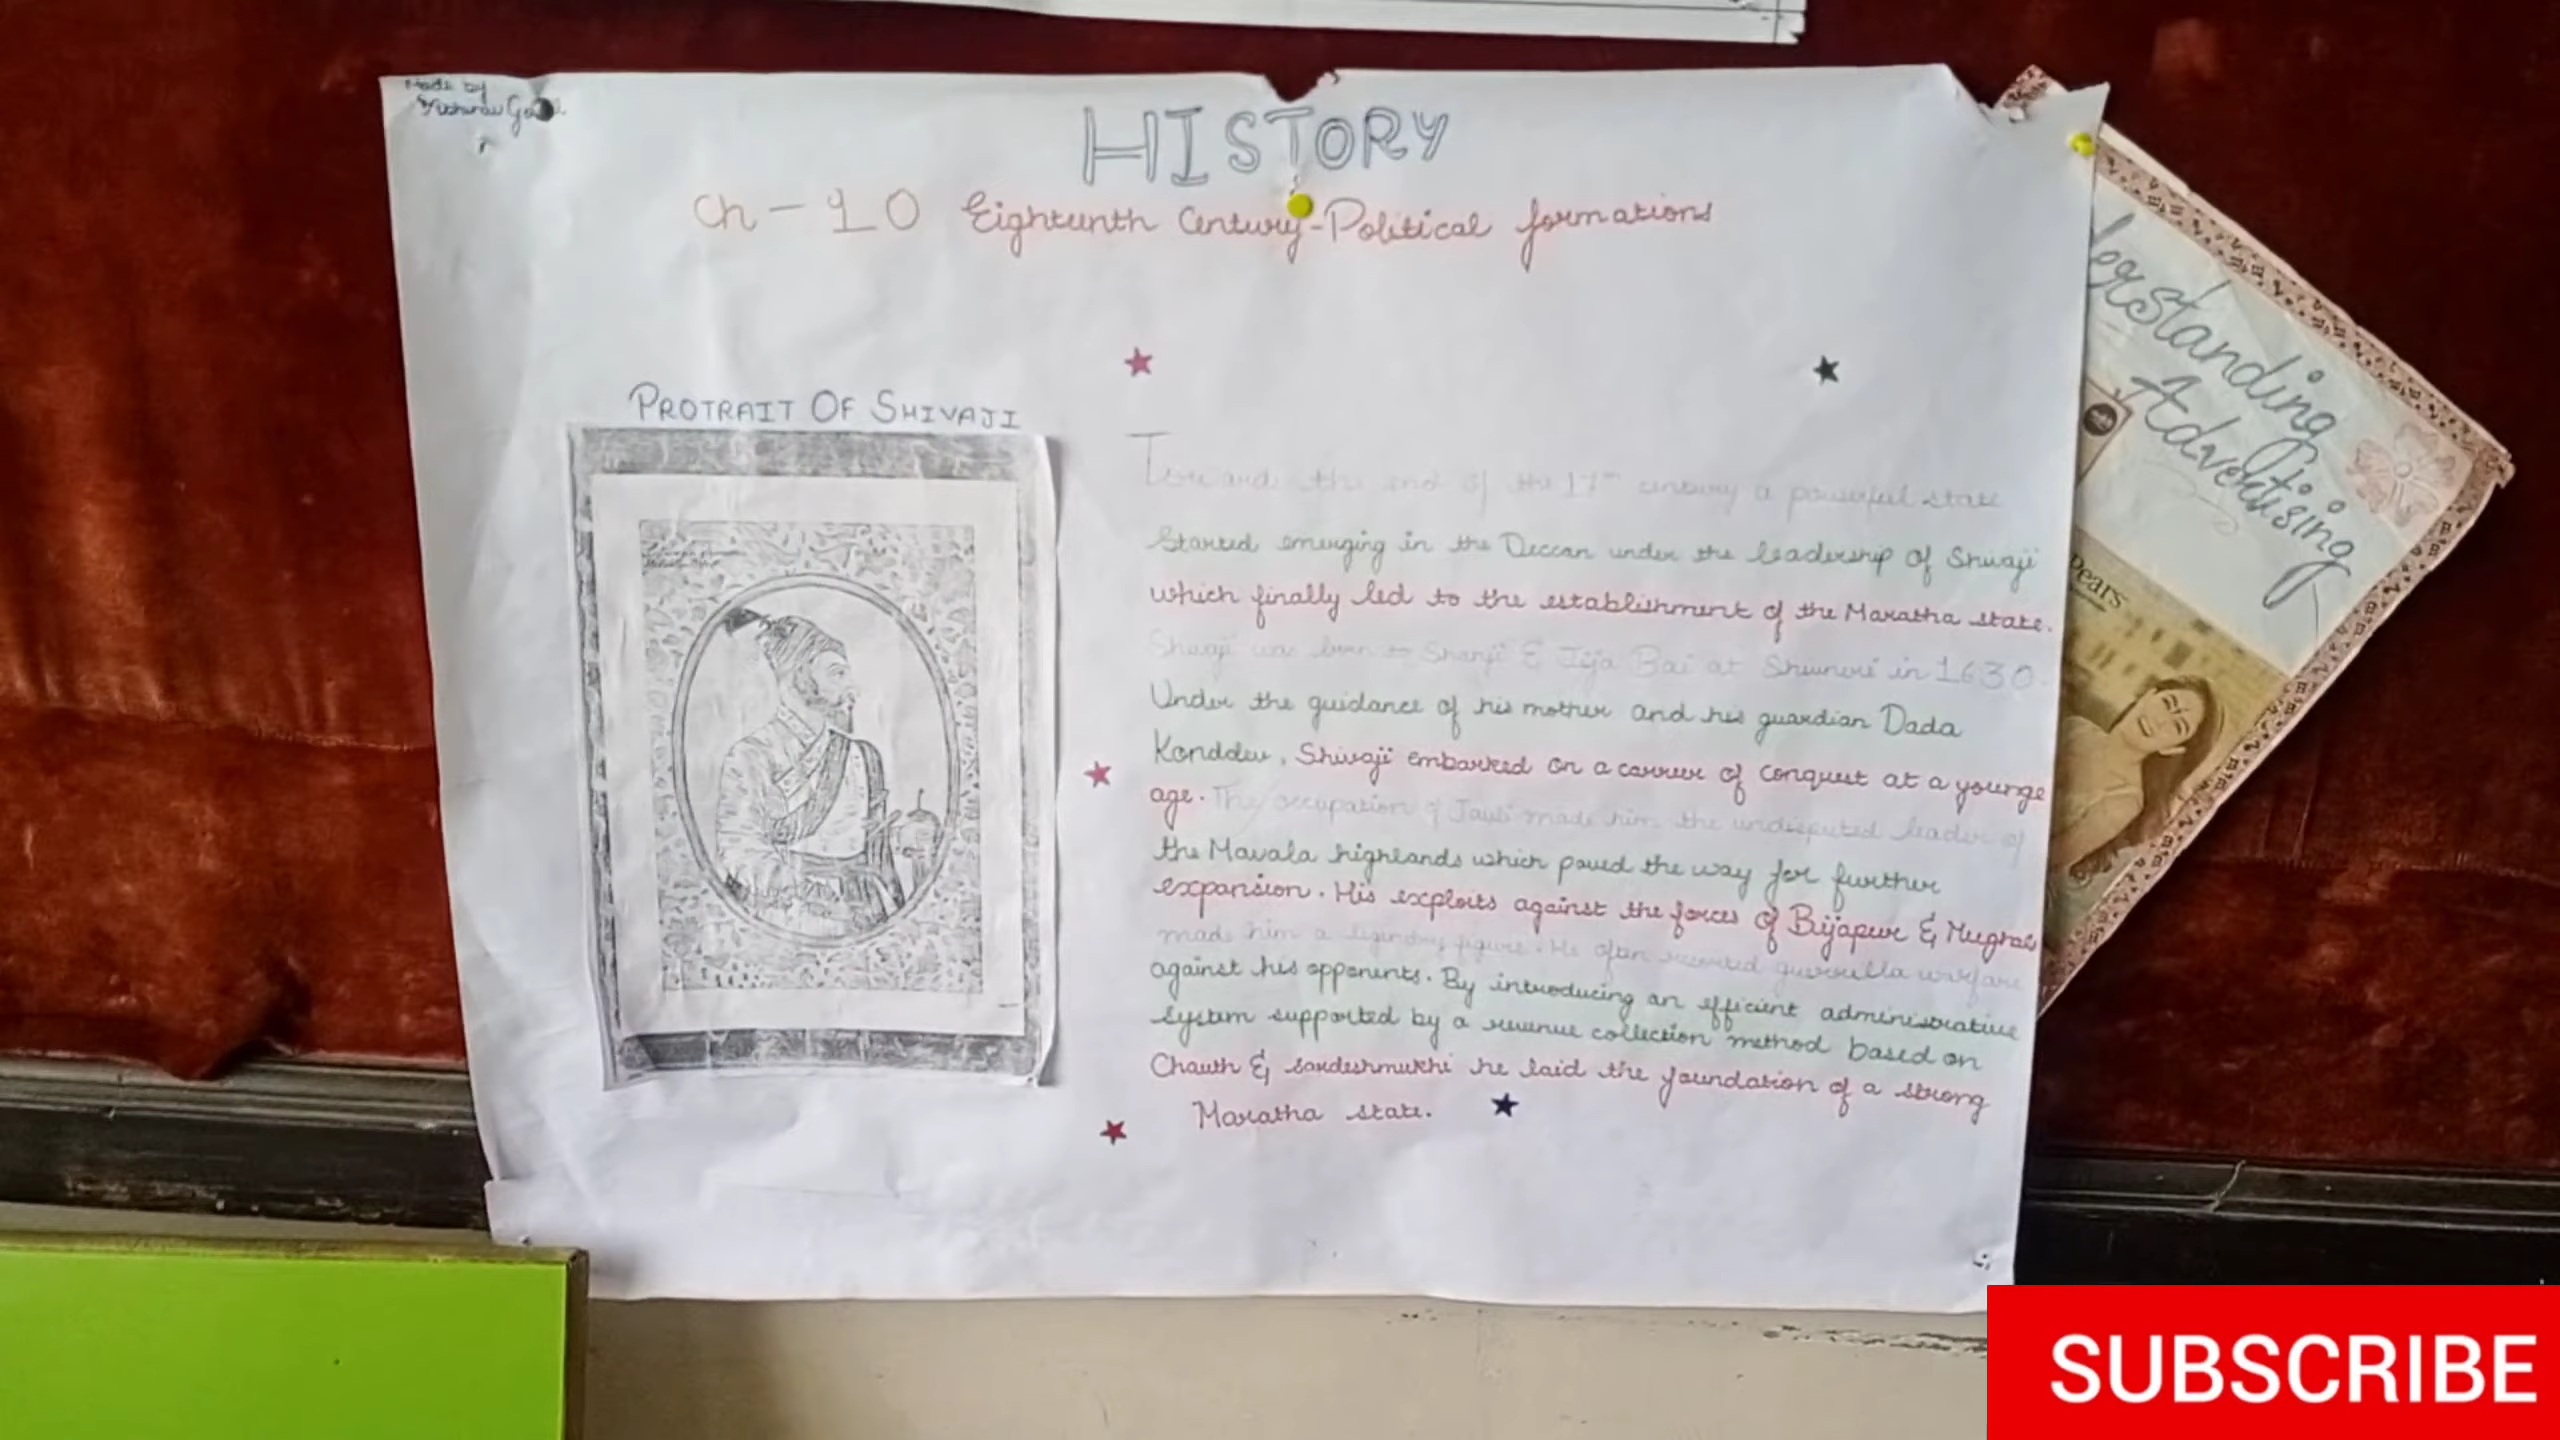 Made by
HISTORY
Ch-10 Eighteenth Century-Political formations
PROTRAIT OF SHIVAJI
Toward the end of the 17th century a powerful state
started emerging in the Deccan under the leadership of Shivaji
which finally led to the establishment of the Maratha state.
Shivaji was born to Shanji & Jija Bai at Shivneri in 1630.
Under the guidance of his mother and his guardian Dada
Konddev, Shivaji embarked on a career of conquest at a younge
age. The occupation of Javli made him the undisputed leader of
the Mavala highlands which paved the way for further
expansion. His exploits against the forces of Bijapur & Mughal
made him a legendry figure. He often resorted guerrilla warfare
against his opponents. By introducing an efficient administrative
system supported by a revenue collection method based on
Chauth & sardeshmukhi he laid the foundation of a strong
Maratha state.
Advertising
Pears
SUBSCRIBE